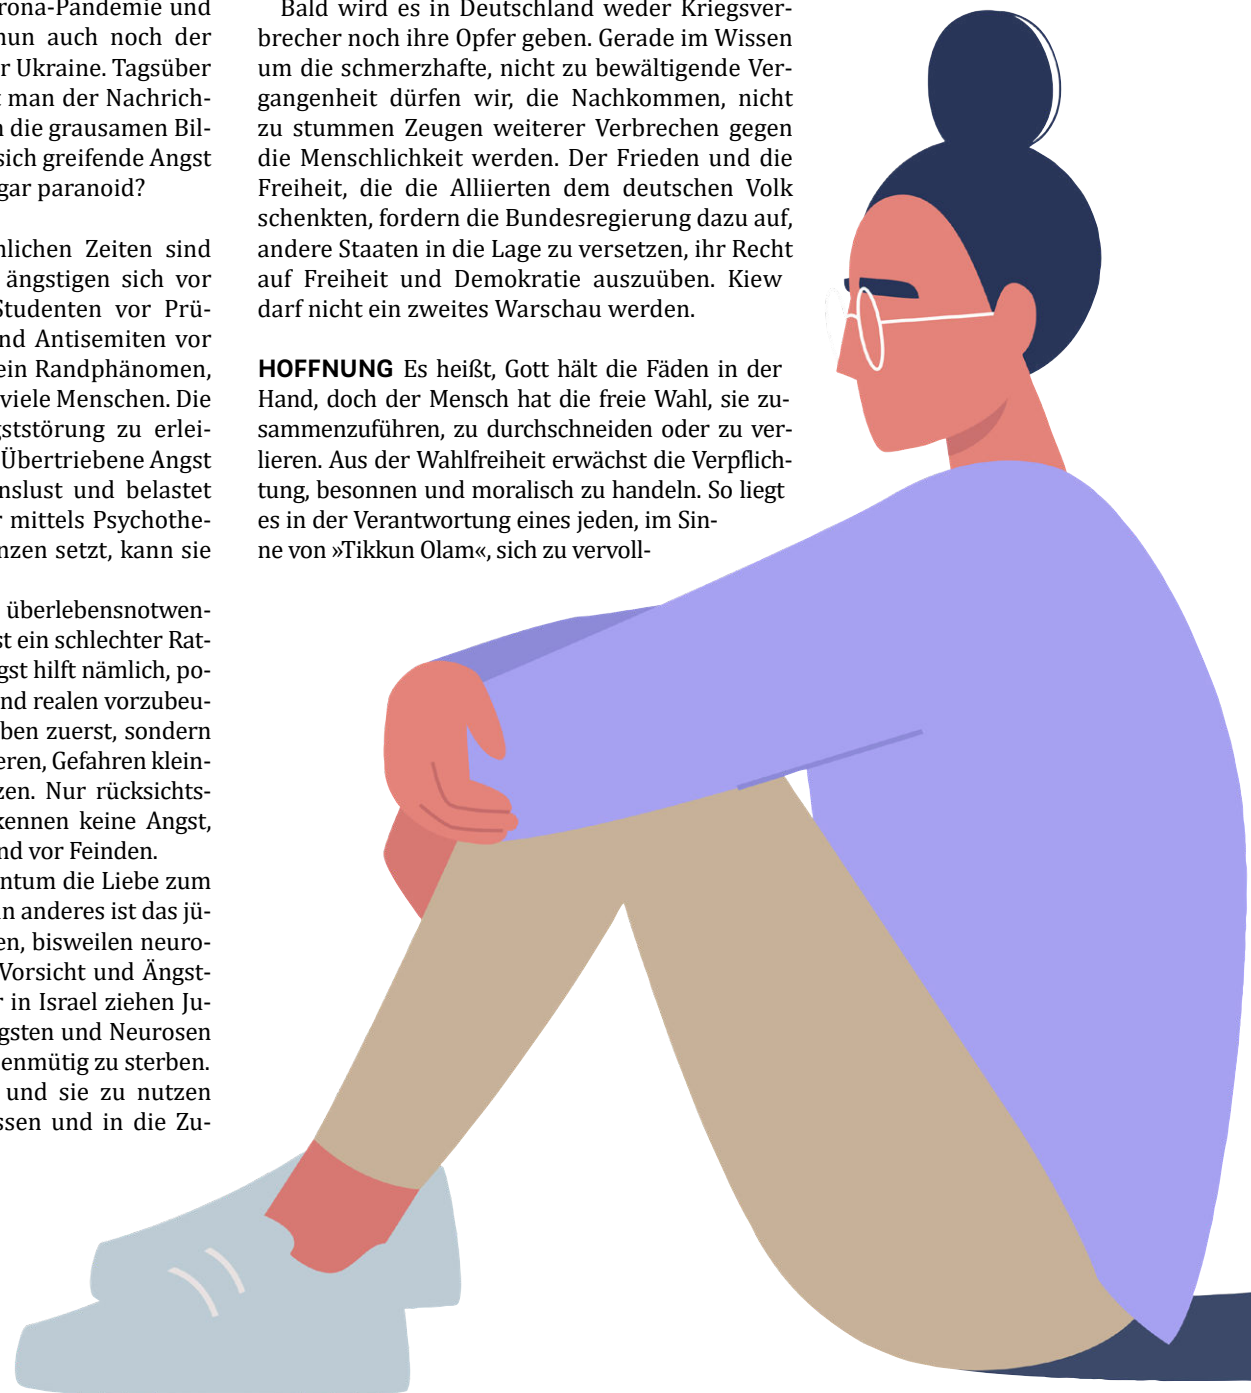 rona-Pandemie und
nun auch noch der
r Ukraine. Tagsüber
t man der Nachrich-
n die grausamen Bil-
sich greifende Angst
gar paranoid?
nlichen Zeiten sind
ängstigen sich vor
Studenten vor Prü-
nd Antisemiten vor
ein Randphänomen,
viele Menschen. Die
gststörung zu erlei-
Übertriebene Angst
nslust und belastet
r mittels Psychothe-
nzen setzt, kann sie
überlebensnotwen-
st ein schlechter Rat-
gst hilft nämlich, po-
nd realen vorzubeu-
ben zuerst, sondern
eren, Gefahren klein-
zen. Nur rücksichts-
kennen keine Angst,
nd vor Feinden.
ntum die Liebe zum
in anderes ist das jü-
en, bisweilen neuro-
Vorsicht und Ängst-
r in Israel ziehen Ju-
gsten und Neurosen
enmütig zu sterben.
und sie zu nutzen
ssen und in die Zu-
Bald wird es in Deutschland weder Kriegsver-
brecher noch ihre Opfer geben. Gerade im Wissen
um die schmerzhafte, nicht zu bewältigende Ver-
gangenheit dürfen wir, die Nachkommen, nicht
zu stummen Zeugen weiterer Verbrechen gegen
die Menschlichkeit werden. Der Frieden und die
Freiheit, die die Alliierten dem deutschen Volk
schenkten, fordern die Bundesregierung dazu auf,
andere Staaten in die Lage zu versetzen, ihr Recht
auf Freiheit und Demokratie auszuüben. Kiew
darf nicht ein zweites Warschau werden.
HOFFNUNG Es heißt, Gott hält die Fäden in der
Hand, doch der Mensch hat die freie Wahl, sie zu-
sammenzuführen, zu durchschneiden oder zu ver-
lieren. Aus der Wahlfreiheit erwächst die Verpflich-
tung, besonnen und moralisch zu handeln. So liegt
es in der Verantwortung eines jeden, im Sin-
ne von »Tikkun Olam«, sich zu vervoll-